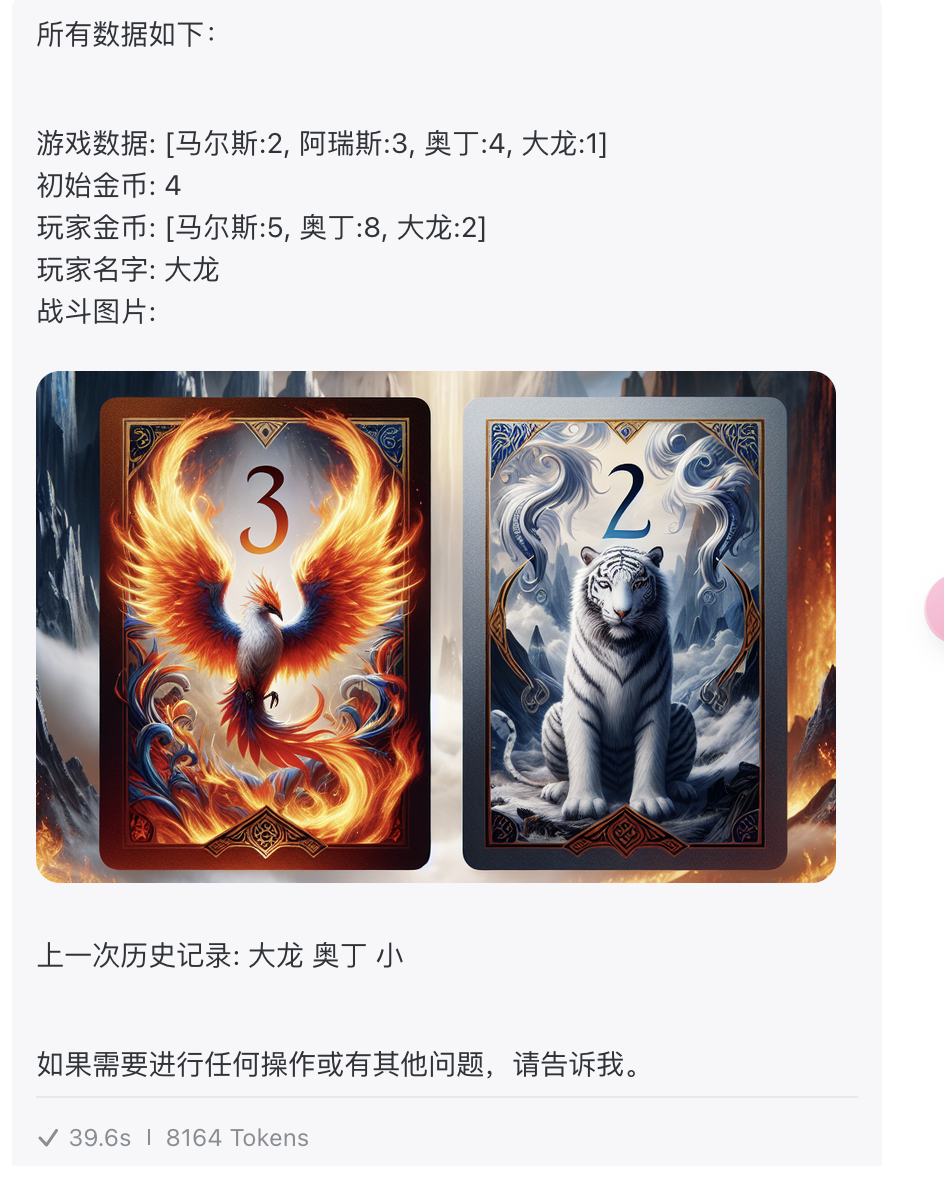 所有数据如下：
游戏数据: [马尔斯:2, 阿瑞斯:3, 奥丁:4, 大龙:1]
初始金币: 4
玩家金币: [马尔斯:5, 奥丁:8, 大龙:2]
玩家名字: 大龙
战斗图片:
3
2
上一次历史记录: 大龙 奥丁 小
如果需要进行任何操作或有其他问题，请告诉我。
39.6s | 8164 Tokens